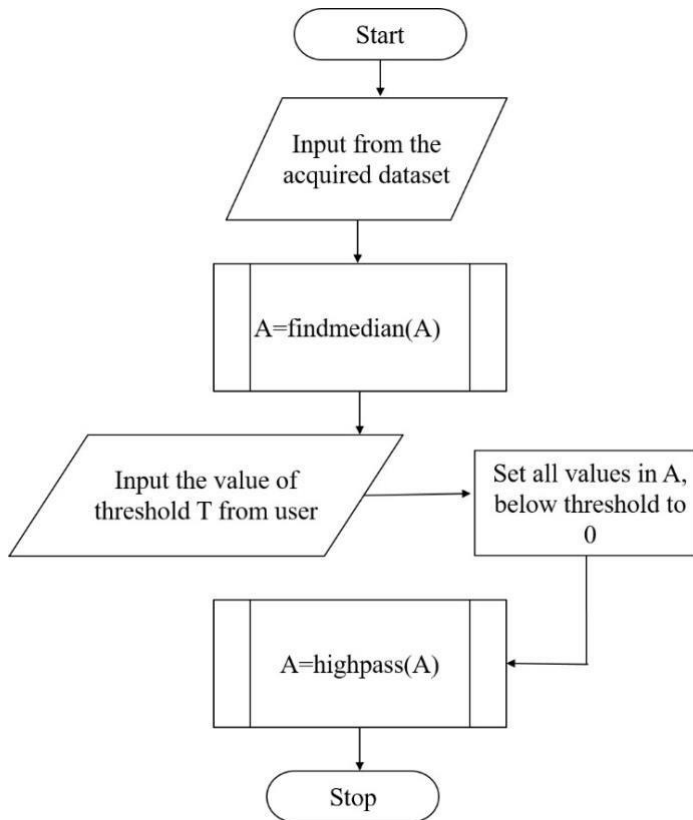 Start
Input from the
acquired dataset
A=findmedian(A)
Input the value of
threshold T from user
Set all values in A,
below threshold to
0
A=highpass(A)
Stop